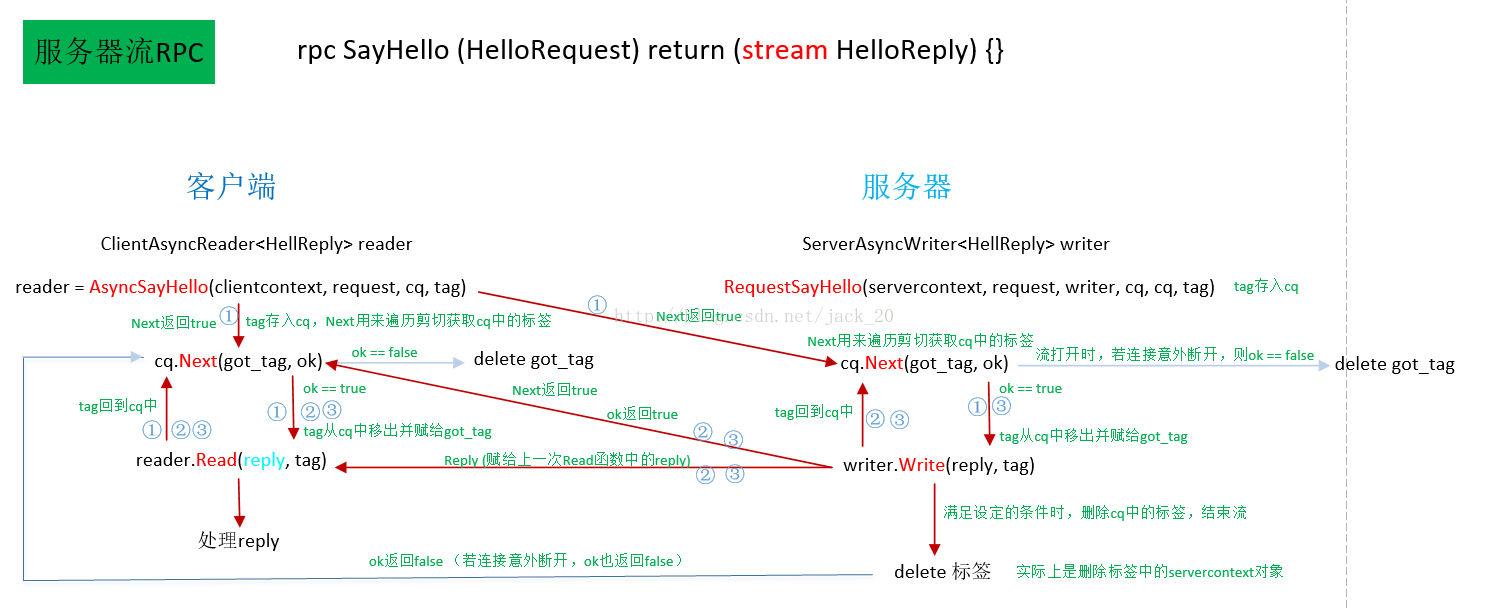 服务器流RPC
rpc SayHello (HelloRequest) return (stream HelloReply) {}
客户端
服务器
ClientAsyncReader<HellReply> reader
ServerAsyncWriter<HellReply> writer
reader = AsyncSayHello(clientcontext, request, cq, tag)
RequestSayHello(servercontext, request, writer, cq, cq, tag)
tag存入cq
①
Next返回true
①
tag存入cq，Next用来遍历剪切获取cq中的标签
Next返回true
Next用来遍历剪切获取cq中的标签
cq.Next(got_tag, ok)
ok == false
delete got_tag
cq.Next(got_tag, ok)
流打开时，若连接意外断开，则ok == false
delete got_tag
ok == true
Next返回true
ok == true
tag回到cq中
① ② ③
ok返回true
tag回到cq中
① ③
① ② ③
② ③
② ③
tag从cq中移出并赋给got_tag
tag从cq中移出并赋给got_tag
reader.Read(reply, tag)
Reply (赋给上一次Read函数中的reply)
② ③
writer.Write(reply, tag)
满足设定的条件时，删除cq中的标签，结束流
处理reply
ok返回false （若连接意外断开，ok也返回false）
delete 标签
实际上是删除标签中的servercontext对象